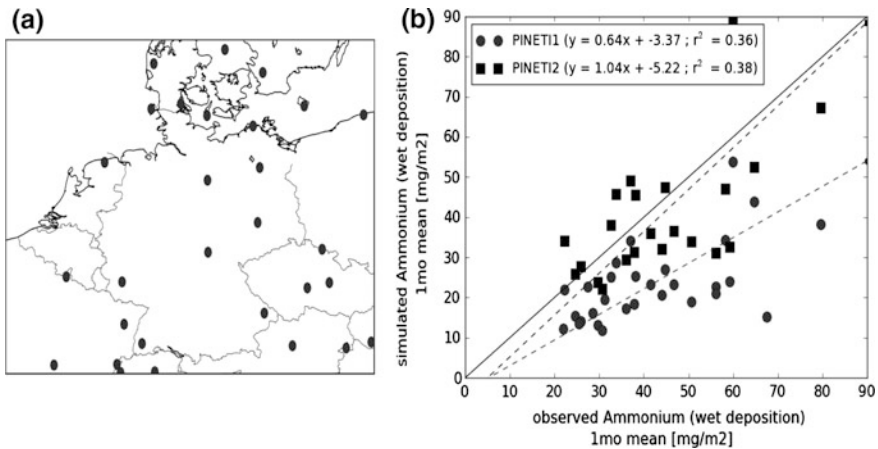 (a)
(b)
PINETI1 (y = 0.64x + -3.37 ; r² = 0.36)
PINETI2 (y = 1.04x + -5.22 ; r² = 0.38)
simulated Ammonium (wet deposition)
1mo mean [mg/m2]
90
80
70
60
50
40
30
20
10
0
0 10 20 30 40 50 60 70 80 90
observed Ammonium (wet deposition)
1mo mean [mg/m2]